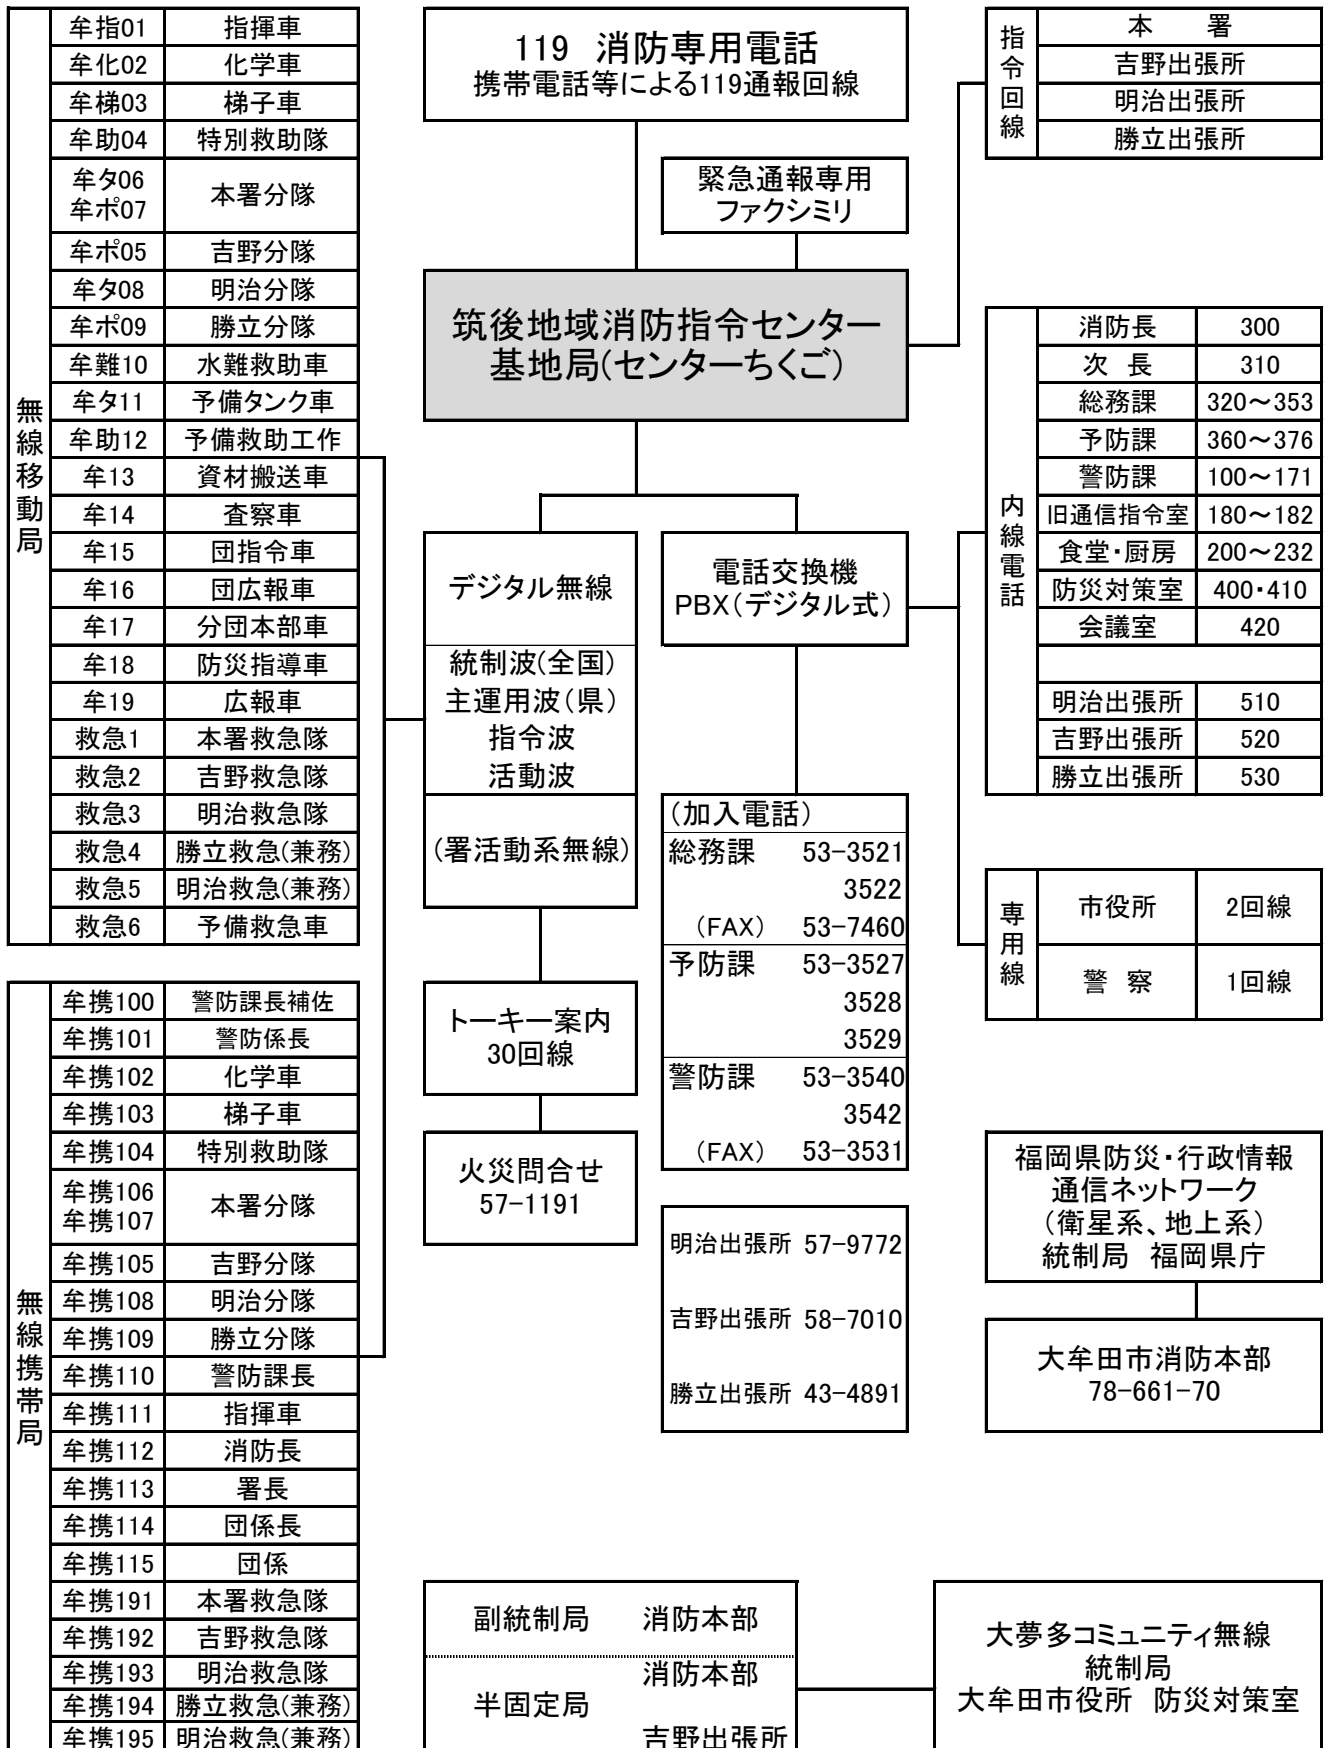 無線移動局
牟指01 指揮車
牟化02 化学車
牟梯03 梯子車
牟助04 特別救助隊
牟タ06
牟ポ07 本署分隊
牟ポ05 吉野分隊
牟タ08 明治分隊
牟ポ09 勝立分隊
牟難10 水難救助車
牟タ11 予備タンク車
牟助12 予備救助工作
牟13 資材搬送車
牟14 査察車
牟15 団指令車
牟16 団広報車
牟17 分団本部車
牟18 防災指導車
牟19 広報車
救急1 本署救急隊
救急2 吉野救急隊
救急3 明治救急隊
救急4 勝立救急(兼務)
救急5 明治救急(兼務)
救急6 予備救急車
無線携帯局
牟携100 警防課長補佐
牟携101 警防係長
牟携102 化学車
牟携103 梯子車
牟携104 特別救助隊
牟携106
牟携107 本署分隊
牟携105 吉野分隊
牟携108 明治分隊
牟携109 勝立分隊
牟携110 警防課長
牟携111 指揮車
牟携112 消防長
牟携113 署長
牟携114 団係長
牟携115 団係
牟携191 本署救急隊
牟携192 吉野救急隊
牟携193 明治救急隊
牟携194 勝立救急(兼務)
牟携195 明治救急(兼務)
119 消防専用電話
携帯電話等による119通報回線
緊急通報専用
ファクシミリ
筑後地域消防指令センター
基地局(センターちくご)
デジタル無線
統制波(全国)
主運用波(県)
指令波
活動波
(署活動系無線)
トーキー案内
30回線
火災問合せ
57-1191
電話交換機
PBX(デジタル式)
(加入電話)
総務課 53-3521
3522
(FAX) 53-7460
予防課 53-3527
3528
3529
警防課 53-3540
3542
(FAX) 53-3531
明治出張所 57-9772
吉野出張所 58-7010
勝立出張所 43-4891
指令回線
本 署
吉野出張所
明治出張所
勝立出張所
内線電話
消防長 300
次 長 310
総務課 320～353
予防課 360～376
警防課 100～171
旧通信指令室 180～182
食堂・厨房 200～232
防災対策室 400・410
会議室 420
明治出張所 510
吉野出張所 520
勝立出張所 530
専用線
市役所 2回線
警 察 1回線
福岡県防災・行政情報
通信ネットワーク
(衛星系、地上系)
統制局 福岡県庁
大牟田市消防本部
78-661-70
副統制局 消防本部
消防本部
半固定局
吉野出張所
大夢多コミュニティ無線
統制局
大牟田市役所 防災対策室